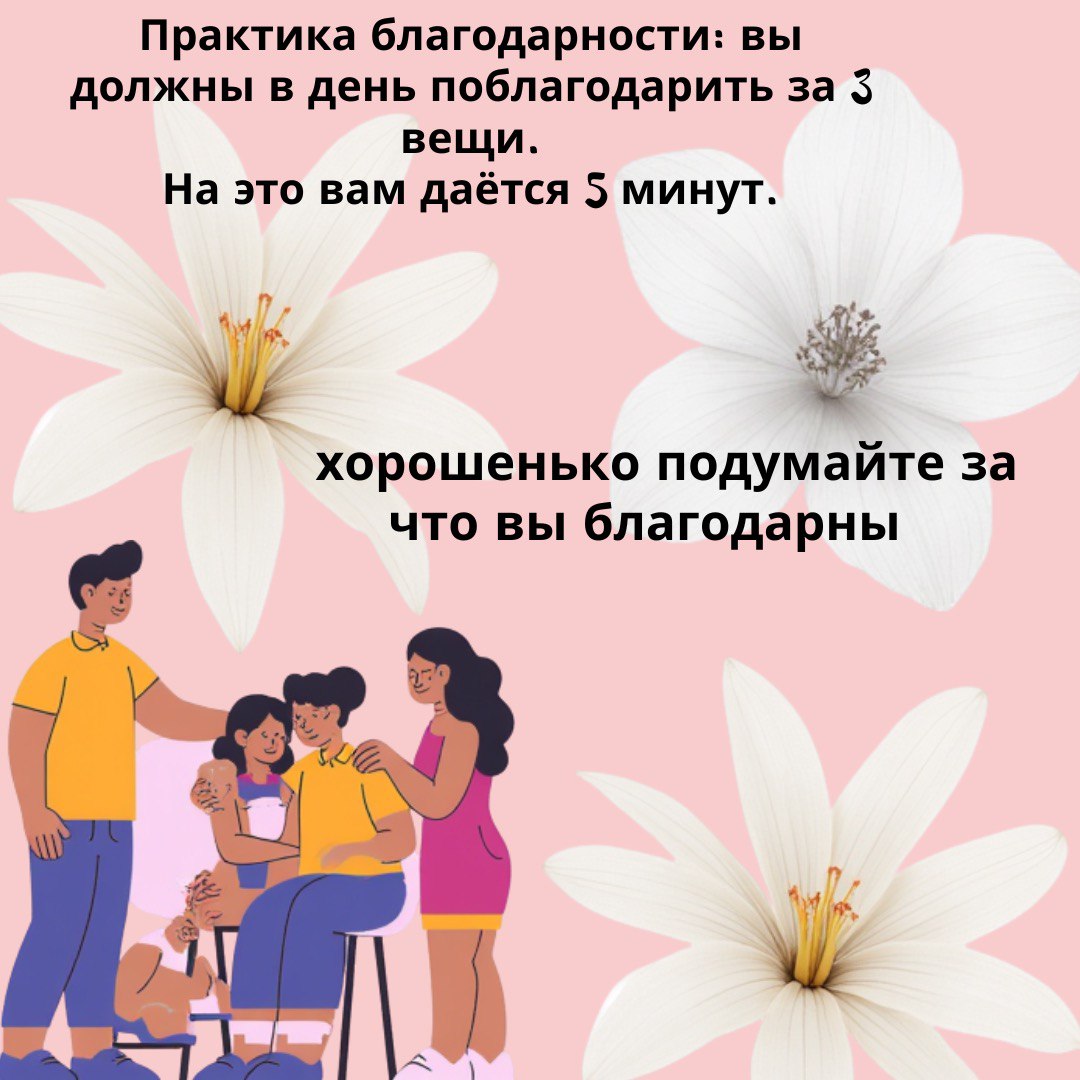 Практика благодарности: вы
должны в день поблагодарить за 3
вещи.
На это вам даётся 5 минут.
хорошенько подумайте за
что вы благодарны